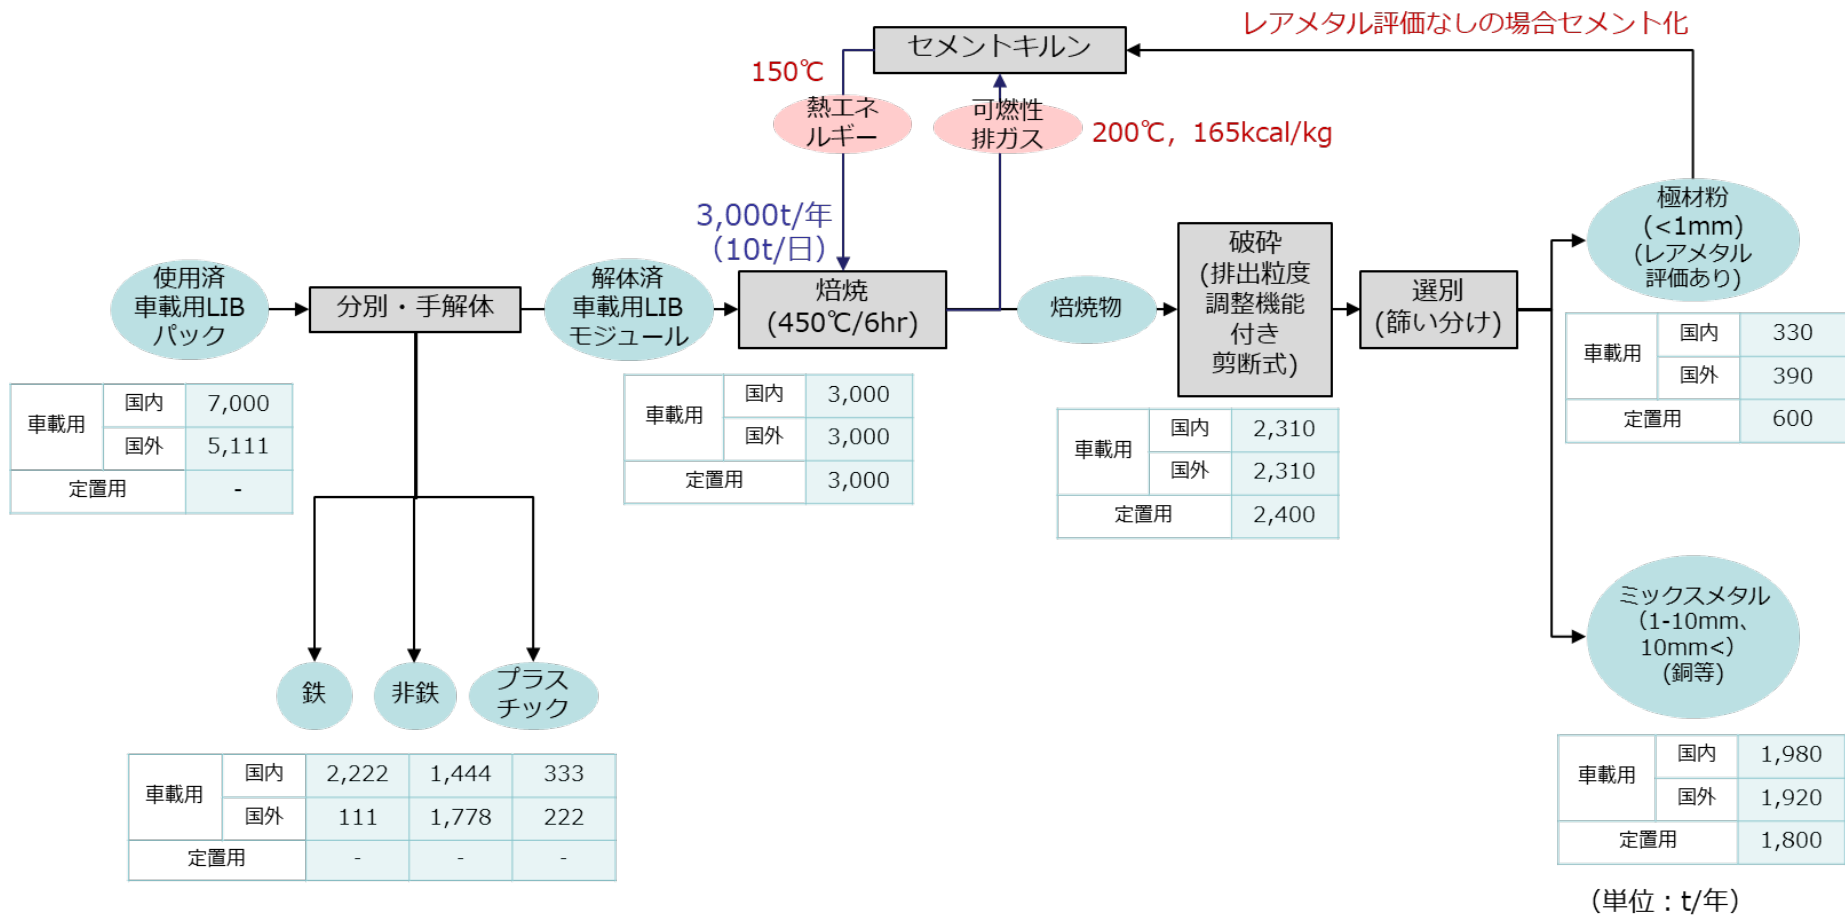 レアメタル評価なしの場合セメント化
セメントキルン
150℃
熱エネ
ルギー
可燃性
排ガス
200℃，165kcal/kg
3,000t/年
（10t/日）
使用済
車載用LIB
パック
分別・手解体
解体済
車載用LIB
モジュール
焙焼
(450℃/6hr)
焙焼物
破砕
(排出粒度
調整機能
付き
剪断式)
選別
(篩い分け)
極材粉
(<1mm)
(レアメタル
評価あり)
車載用 国内 7,000
国外 5,111
定置用 -
車載用 国内 3,000
国外 3,000
定置用 3,000
車載用 国内 2,310
国外 2,310
定置用 2,400
車載用 国内 330
国外 390
定置用 600
鉄
非鉄
プラス
チック
ミックスメタル
（1-10mm、
10mm<）
(銅等)
車載用 国内 2,222 1,444 333
国外 111 1,778 222
定置用 - - -
車載用 国内 1,980
国外 1,920
定置用 1,800
（単位：t/年）